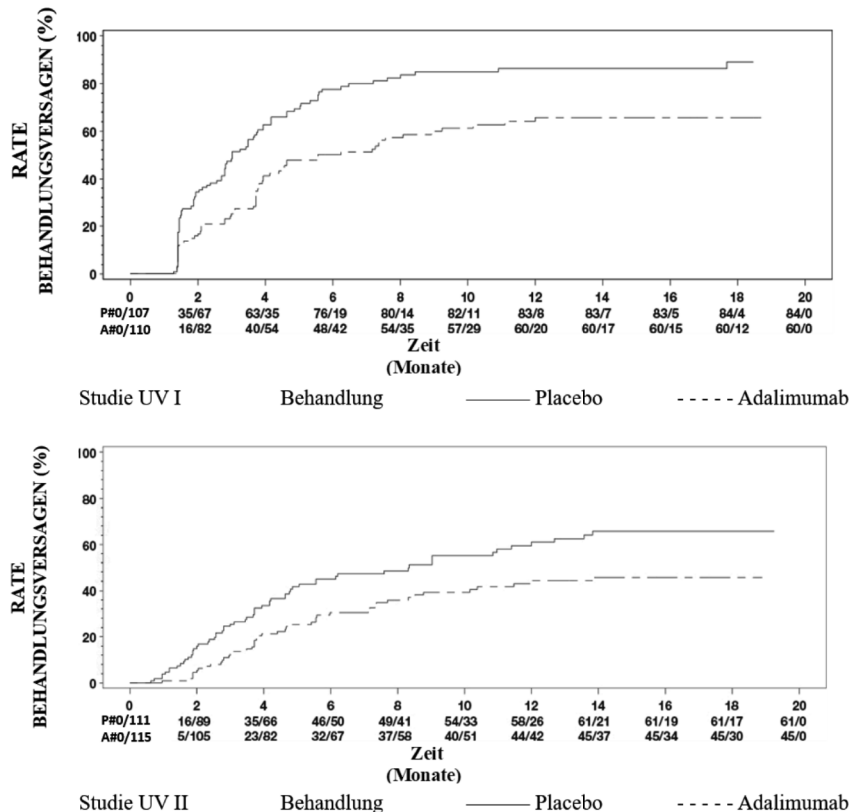 RATE
BEHANDLUNGSVERSAGEN (%)
100
80
60
40
20
0
0 2 4 6 8 10 12 14 16 18 20
P#0/107 35/67 63/35 76/19 80/14 82/11 83/8 83/7 83/5 84/4 84/0
A#0/110 16/82 40/54 48/42 54/35 57/29 60/20 60/17 60/15 60/12 60/0
Zeit
(Monate)
Studie UV I Behandlung Placebo Adalimumab
RATE
BEHANDLUNGSVERSAGEN (%)
100
80
60
40
20
0
0 2 4 6 8 10 12 14 16 18 20
P#0/111 16/89 35/66 46/50 49/41 54/33 58/26 61/21 61/19 61/17 61/0
A#0/115 5/105 23/82 32/67 37/58 40/51 44/42 45/37 45/34 45/30 45/0
Zeit
(Monate)
Studie UV II Behandlung Placebo Adalimumab